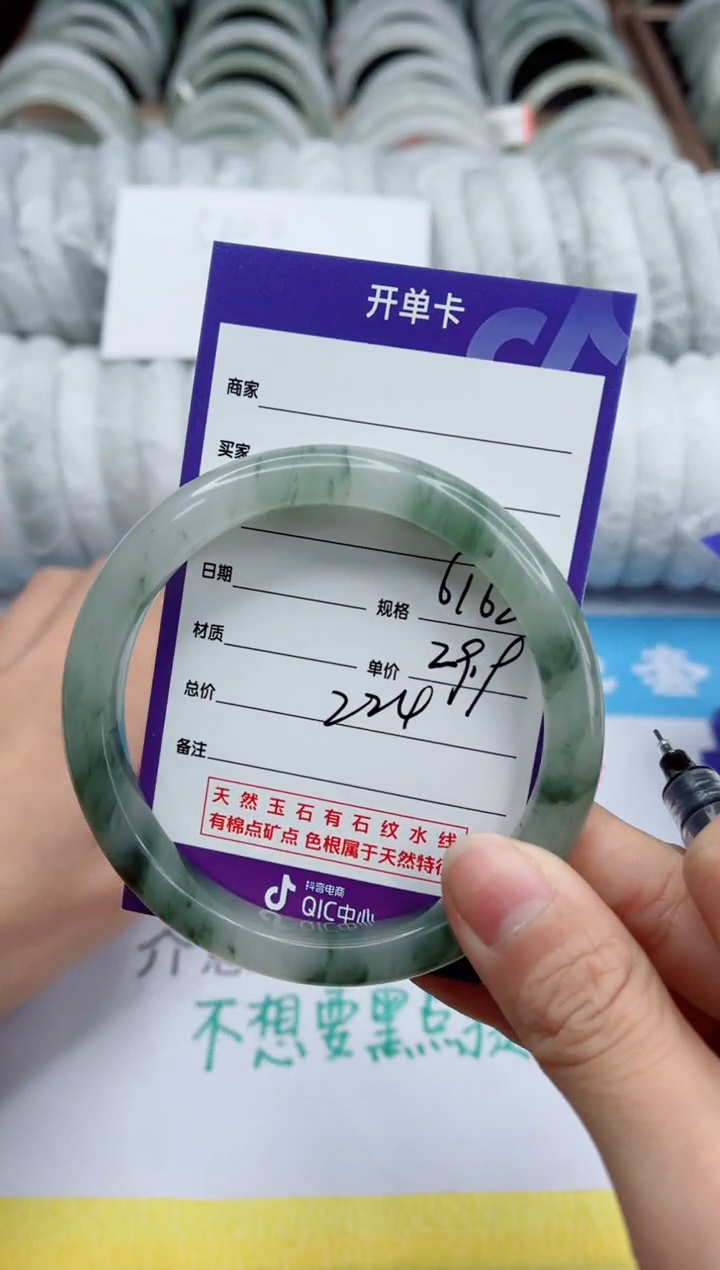 开单卡
商家
买家
日期
规格 6162
材质
单价 29.9
总价 224
备注
天然玉石有石纹水线
有棉点矿点 色根属于天然特征
抖音电商
QIC中心
不想要黑点